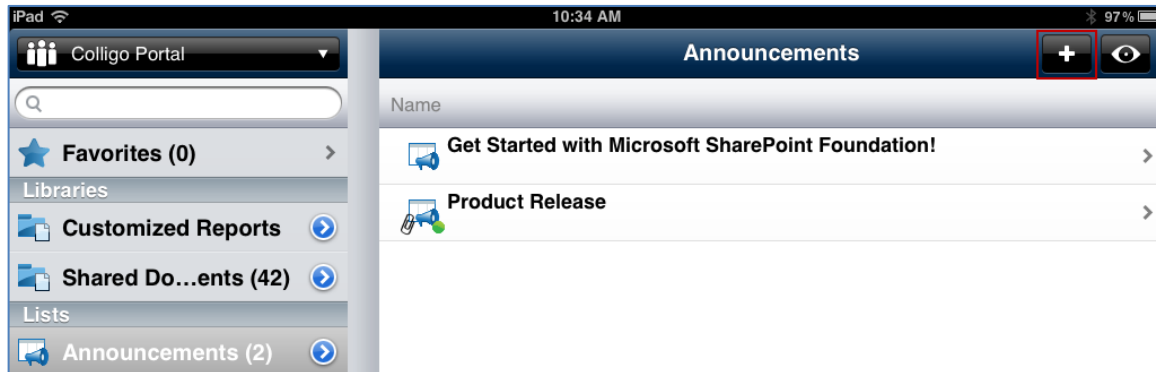 iPad 10:34 AM 97%
Colligo Portal
Announcements
Name
Favorites (0)
Libraries
Customized Reports
Shared Do...ents (42)
Lists
Announcements (2)
Get Started with Microsoft SharePoint Foundation!
Product Release